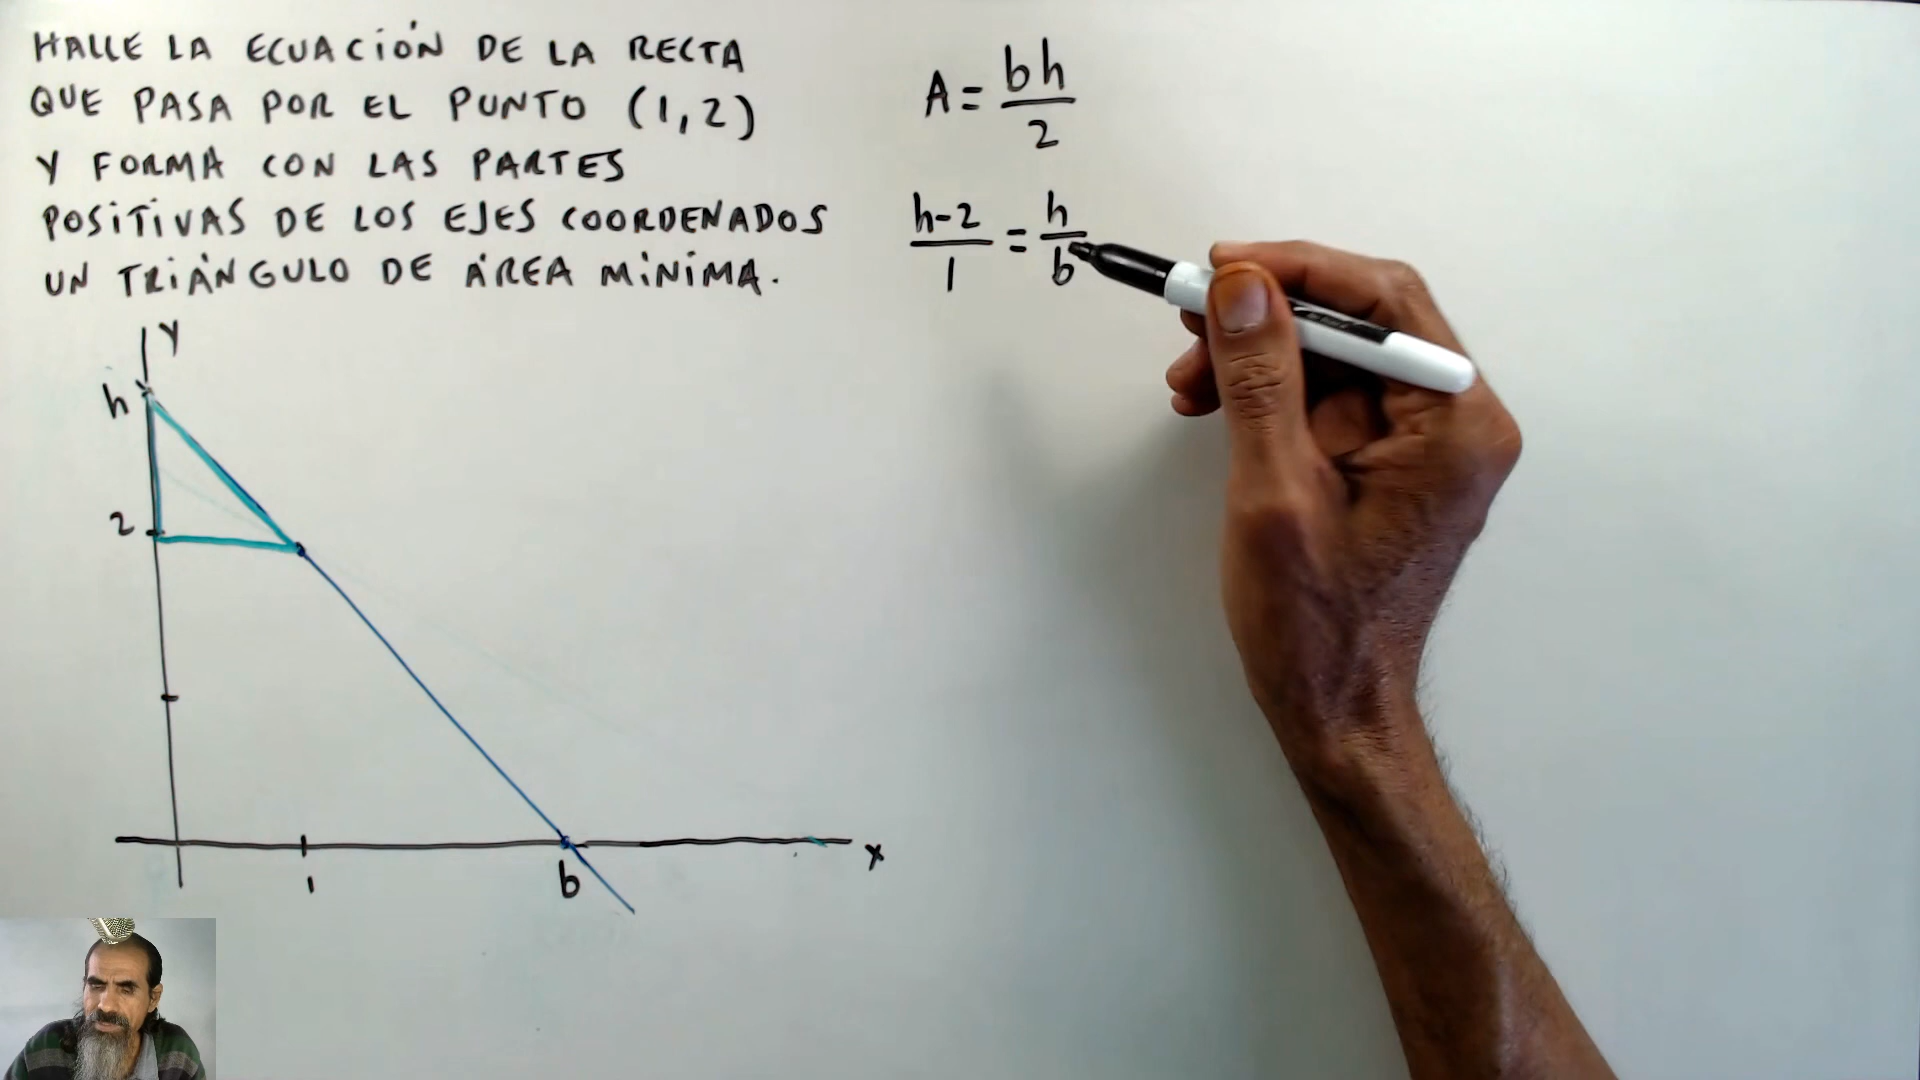 HALLE LA ECUACIÓN DE LA RECTA
QUE PASA POR EL PUNTO (1,2)
Y FORMA CON LAS PARTES
POSITIVAS DE LOS EJES COORDENADOS
UN TRIÁNGULO DE ÁREA MÍNIMA.
A = bh/2
h-2/1 = h/b
y
h
2
x
1
b